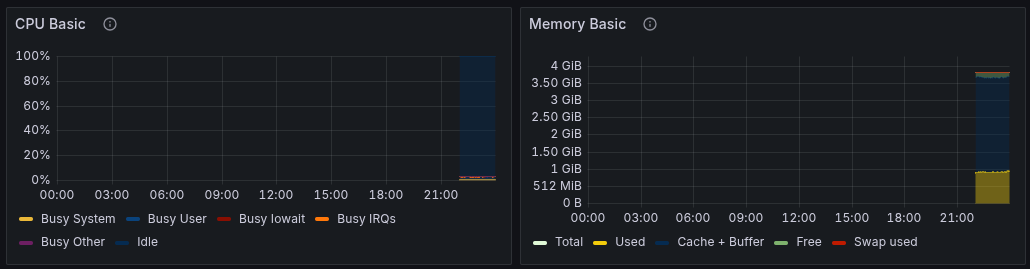 CPU Basic
100%
80%
60%
40%
20%
0%
00:00 03:00 06:00 09:00 12:00 15:00 18:00 21:00
Busy System Busy User Busy Iowait Busy IRQs
Busy Other Idle
Memory Basic
4 GiB
3.50 GiB
3 GiB
2.50 GiB
2 GiB
1.50 GiB
1 GiB
512 MiB
0 B
00:00 03:00 06:00 09:00 12:00 15:00 18:00 21:00
Total Used Cache + Buffer Free Swap used